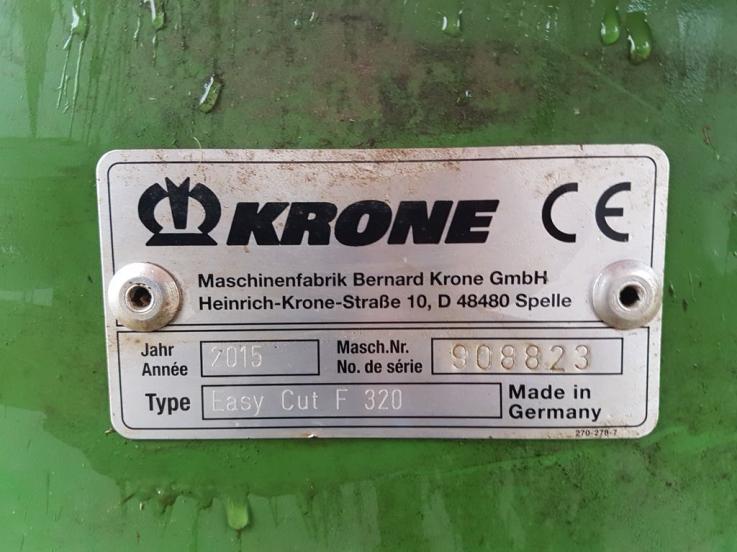 KRONE CE
Maschinenfabrik Bernard Krone GmbH
Heinrich-Krone-Straße 10, D 48480 Spelle
Jahr 2015 Masch.Nr. 908823
Année No. de série
Type Easy Cut F 320 Made in
Germany
270-278-7